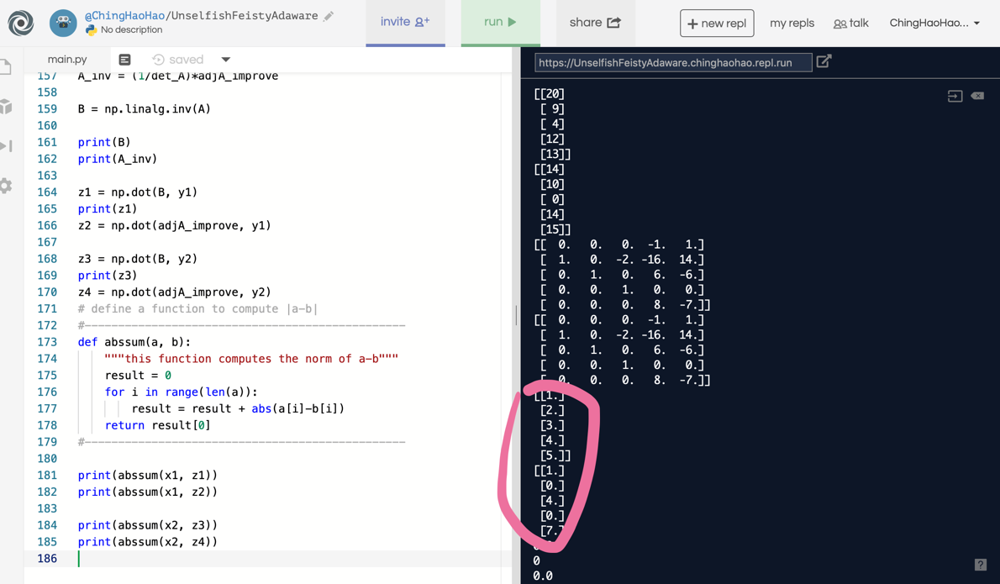 @ChingHaoHao/UnselfishFeistyAdaware
No description
invite
run
share
+ new repl
my repls
talk
ChingHaoHao...
main.py
saved
157 A_inv = (1/det_A)*adjA_improve
158
159 B = np.linalg.inv(A)
160
161 print(B)
162 print(A_inv)
163
164 z1 = np.dot(B, y1)
165 print(z1)
166 z2 = np.dot(adjA_improve, y1)
167
168 z3 = np.dot(B, y2)
169 print(z3)
170 z4 = np.dot(adjA_improve, y2)
171 # define a function to compute |a-b|
172 #------------------------------------------------
173 def abssum(a, b):
174     """this function computes the norm of a-b"""
175     result = 0
176     for i in range(len(a)):
177         result = result + abs(a[i]-b[i])
178     return result[0]
179 #------------------------------------------------
180
181 print(abssum(x1, z1))
182 print(abssum(x1, z2))
183
184 print(abssum(x2, z3))
185 print(abssum(x2, z4))
186
https://UnselfishFeistyAdaware.chinghaohao.repl.run
[[20]
 [ 9]
 [ 4]
 [12]
 [13]]
[[14]
 [10]
 [ 0]
 [14]
 [15]]
[[  0.   0.   0.  -1.   1.]
 [  1.   0.  -2. -16.  14.]
 [  0.   1.   0.   6.  -6.]
 [  0.   0.   1.   0.   0.]
 [  0.   0.   0.   8.  -7.]]
[[  0.   0.   0.  -1.   1.]
 [  1.   0.  -2. -16.  14.]
 [  0.   1.   0.   6.  -6.]
 [  0.   0.   1.   0.   0.]
 [  0.   0.   0.   8.  -7.]]
[[1.]
 [2.]
 [3.]
 [4.]
 [5.]]
[[1.]
 [0.]
 [4.]
 [0.]
 [7.]
0
0.0
?